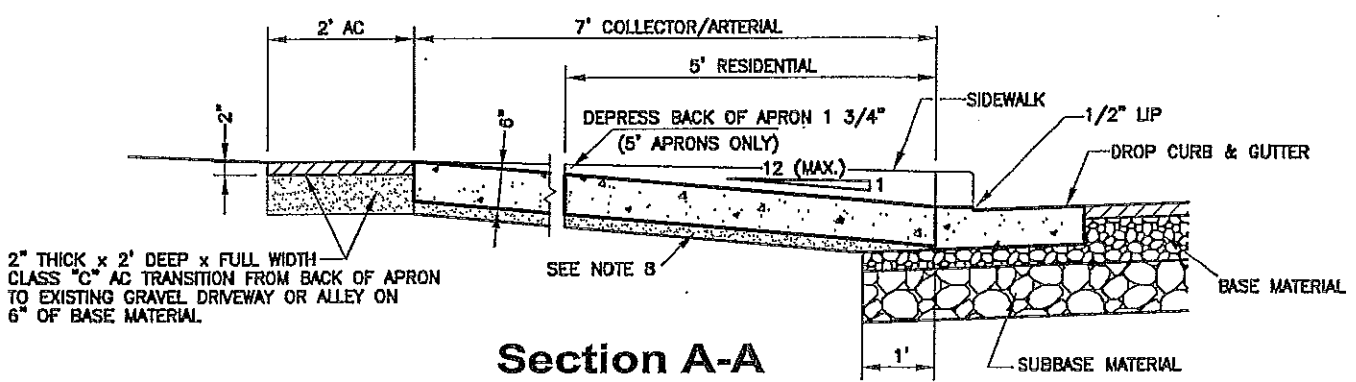 2' AC
7' COLLECTOR/ARTERIAL
5' RESIDENTIAL
SIDEWALK
2"
6"
DEPRESS BACK OF APRON 1 3/4"
(5' APRONS ONLY)
1/2" LIP
12 (MAX.)
1
DROP CURB & GUTTER
2" THICK x 2' DEEP x FULL WIDTH
CLASS "C" AC TRANSITION FROM BACK OF APRON
TO EXISTING GRAVEL DRIVEWAY OR ALLEY ON
6" OF BASE MATERIAL
SEE NOTE 8
BASE MATERIAL
Section A-A
1'
SUBBASE MATERIAL